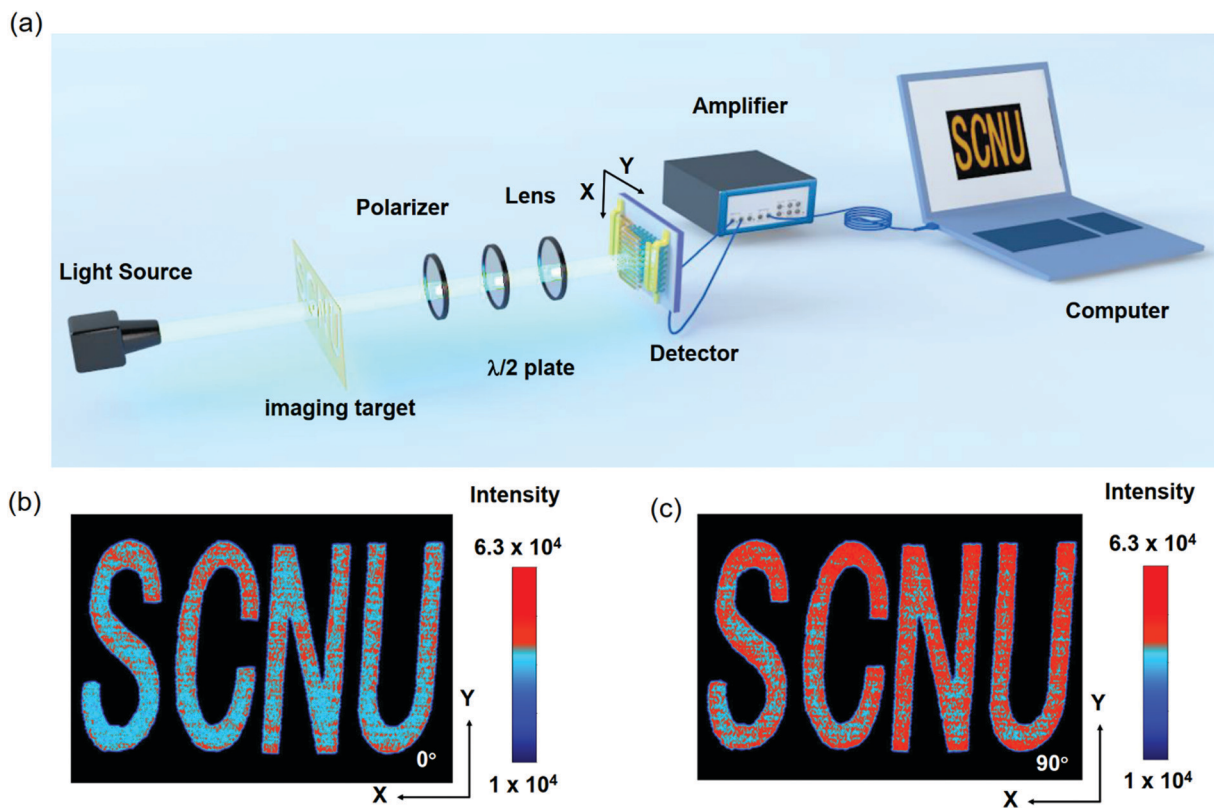 (a)
Amplifier
SCNU
Y
X
Lens
Polarizer
Light Source
SCNU
Computer
Detector
λ/2 plate
imaging target
(b)
Intensity
6.3 x 10⁴
SCNU
Y
0°
X
1 x 10⁴
(c)
Intensity
6.3 x 10⁴
SCNU
Y
90°
X
1 x 10⁴